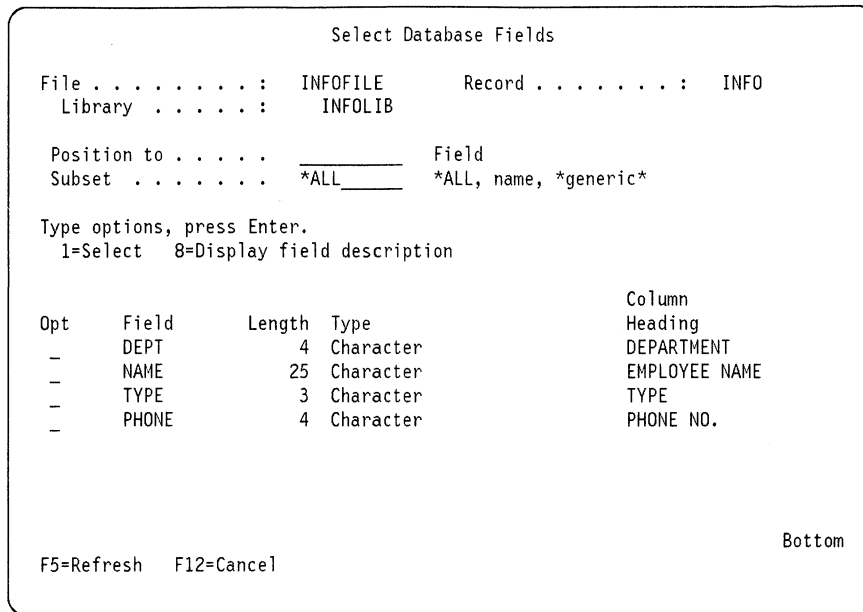 Select Database Fields
File . . . . . . . . :   INFOFILE      Record . . . . . . . :   INFO
Library  . . . . . :   INFOLIB
Position to . . . . .   __________   Field
Subset  . . . . . . .   *ALL______   *ALL, name, *generic*
Type options, press Enter.
1=Select   8=Display field description
Column
Opt   Field   Length  Type   Heading
_   DEPT   4  Character   DEPARTMENT
_   NAME   25  Character   EMPLOYEE NAME
_   TYPE   3  Character   TYPE
_   PHONE   4  Character   PHONE NO.
Bottom
F5=Refresh   F12=Cancel